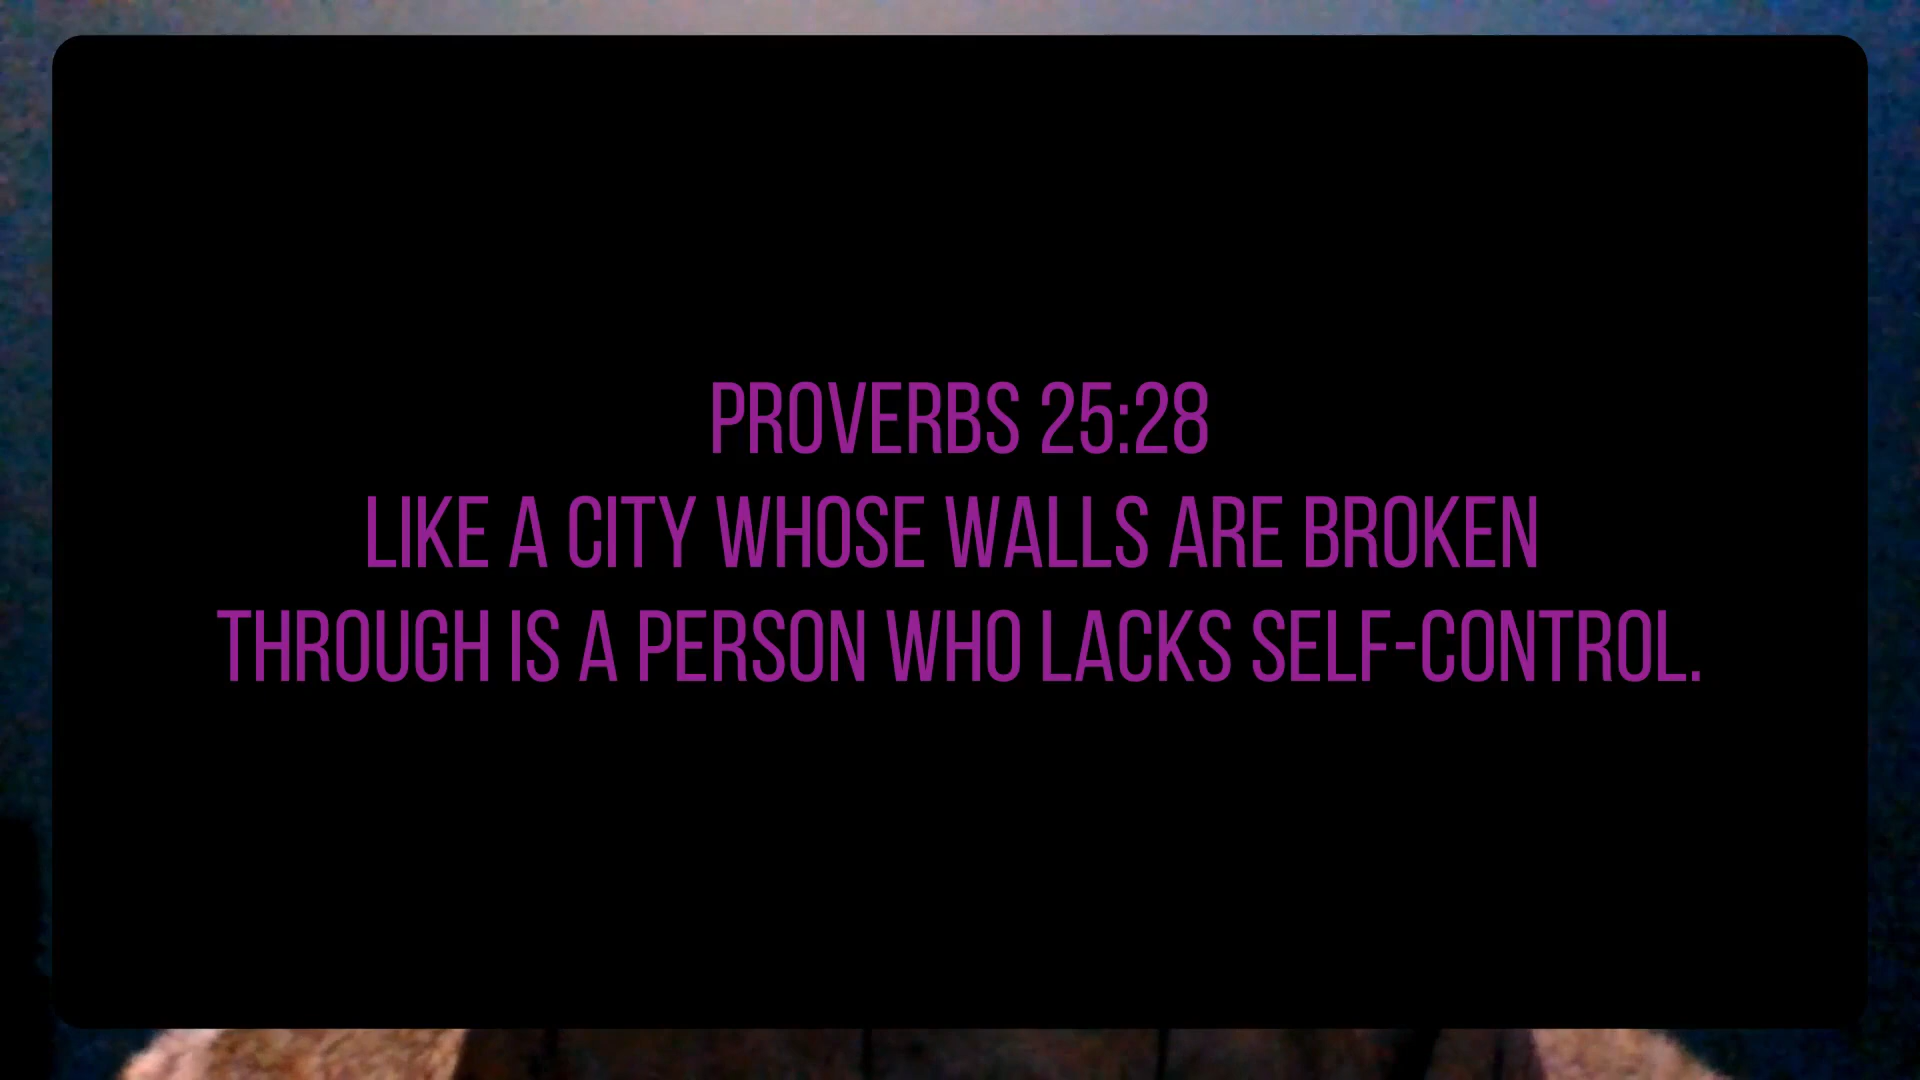 PROVERBS 25:28
LIKE A CITY WHOSE WALLS ARE BROKEN
THROUGH IS A PERSON WHO LACKS SELF-CONTROL.